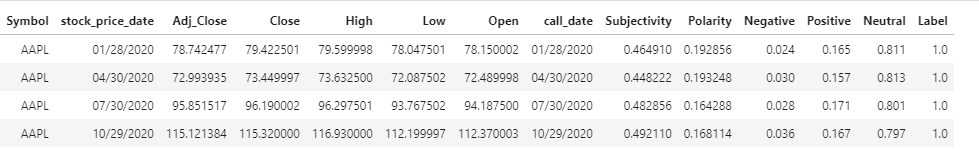 Symbol stock_price_date Adj_Close Close High Low Open call_date Subjectivity Polarity Negative Positive Neutral Label
AAPL 01/28/2020 78.742477 79.422501 79.599998 78.047501 78.150002 01/28/2020 0.464910 0.192856 0.024 0.165 0.811 1.0
AAPL 04/30/2020 72.993935 73.449997 73.632500 72.087502 72.489998 04/30/2020 0.448222 0.193248 0.030 0.157 0.813 1.0
AAPL 07/30/2020 95.851517 96.190002 96.297501 93.767502 94.187500 07/30/2020 0.482856 0.164288 0.028 0.171 0.801 1.0
AAPL 10/29/2020 115.121384 115.320000 116.930000 112.199997 112.370003 10/29/2020 0.492110 0.168114 0.036 0.167 0.797 1.0